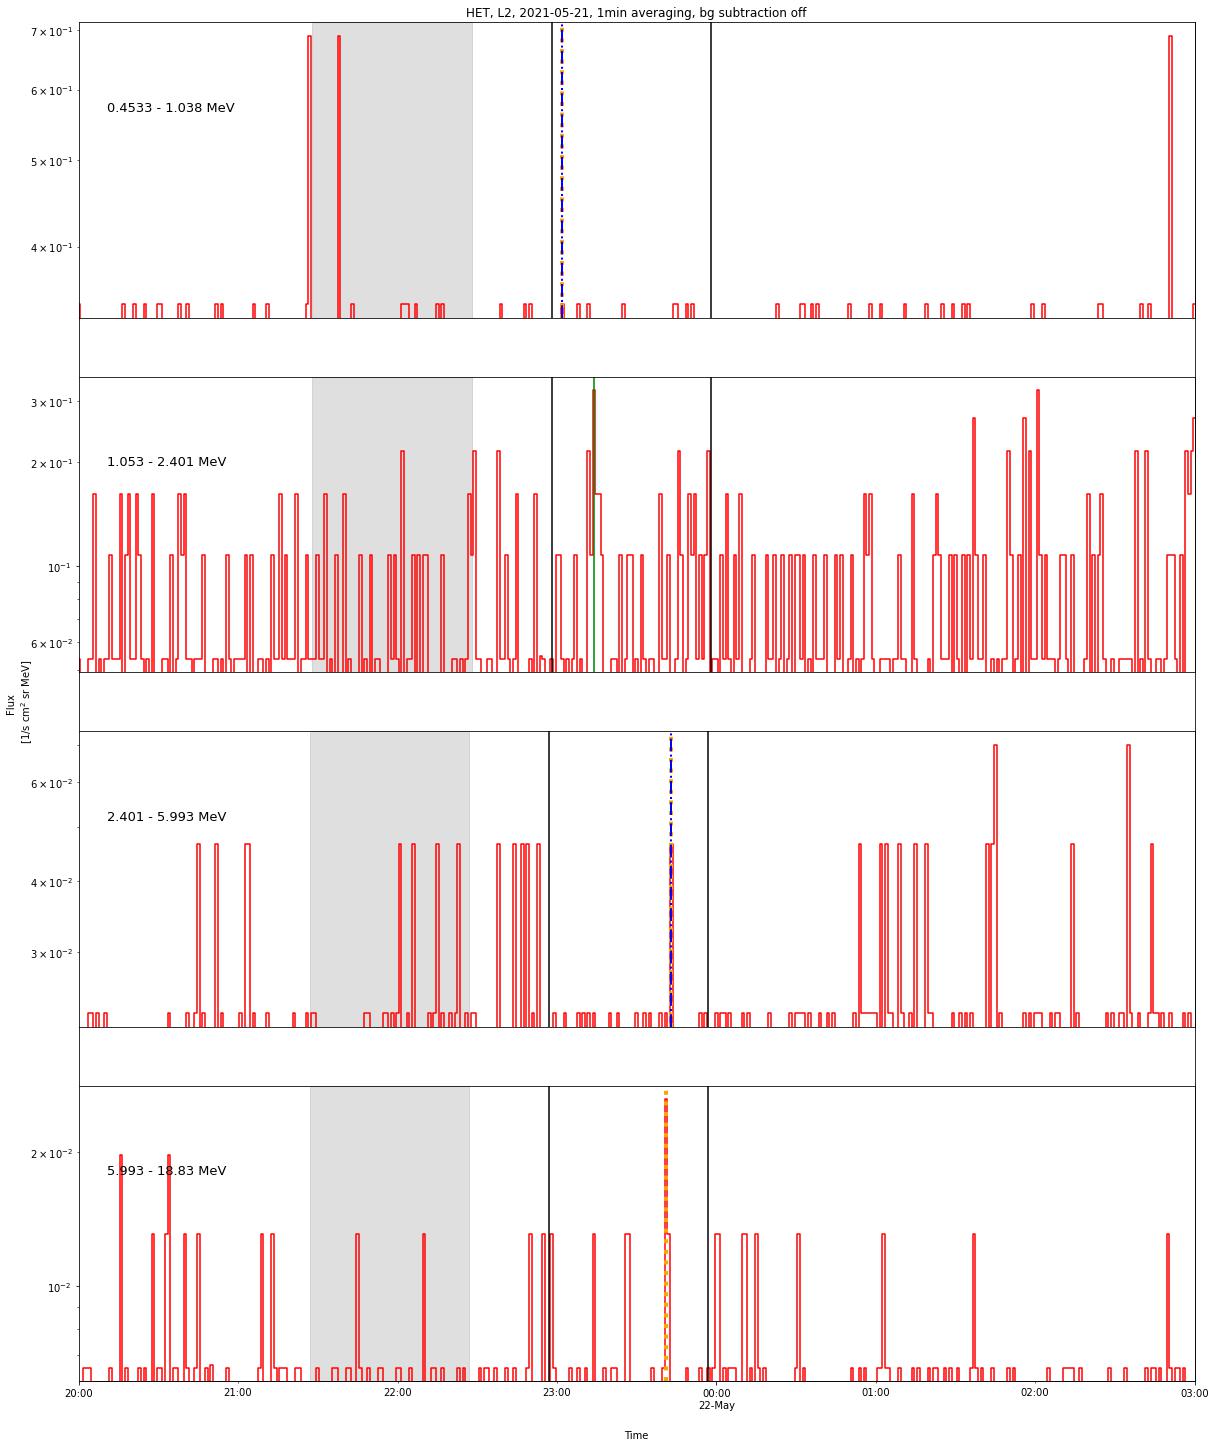 HET, L2, 2021-05-21, 1min averaging, bg subtraction off
7 × 10⁻¹
6 × 10⁻¹
0.4533 - 1.038 MeV
5 × 10⁻¹
4 × 10⁻¹
3 × 10⁻¹
1.053 - 2.401 MeV
2 × 10⁻¹
10⁻¹
6 × 10⁻²
Flux
[1/s cm² sr MeV]
6 × 10⁻²
2.401 - 5.993 MeV
4 × 10⁻²
3 × 10⁻²
2 × 10⁻²
5.993 - 18.83 MeV
10⁻²
20:00 21:00 22:00 23:00 00:00 01:00 02:00 03:00
22-May
Time